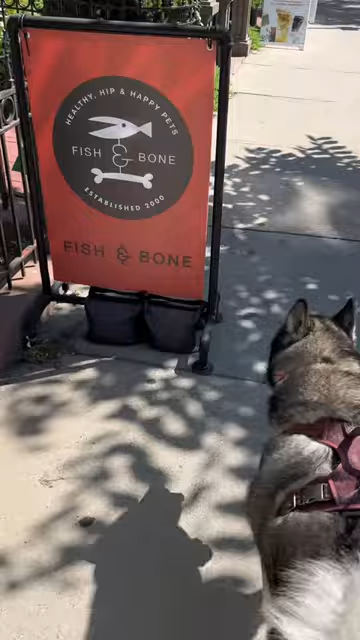 HEALTHY, HIP & HAPPY PETS
FISH & BONE
ESTABLISHED 2000
FISH & BONE